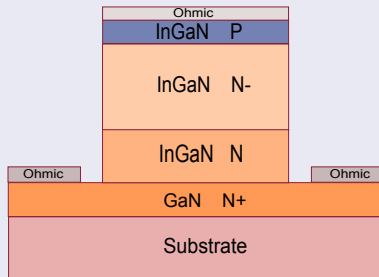 Ohmic
InGaN P
InGaN N-
InGaN N
Ohmic Ohmic
GaN N+
Substrate